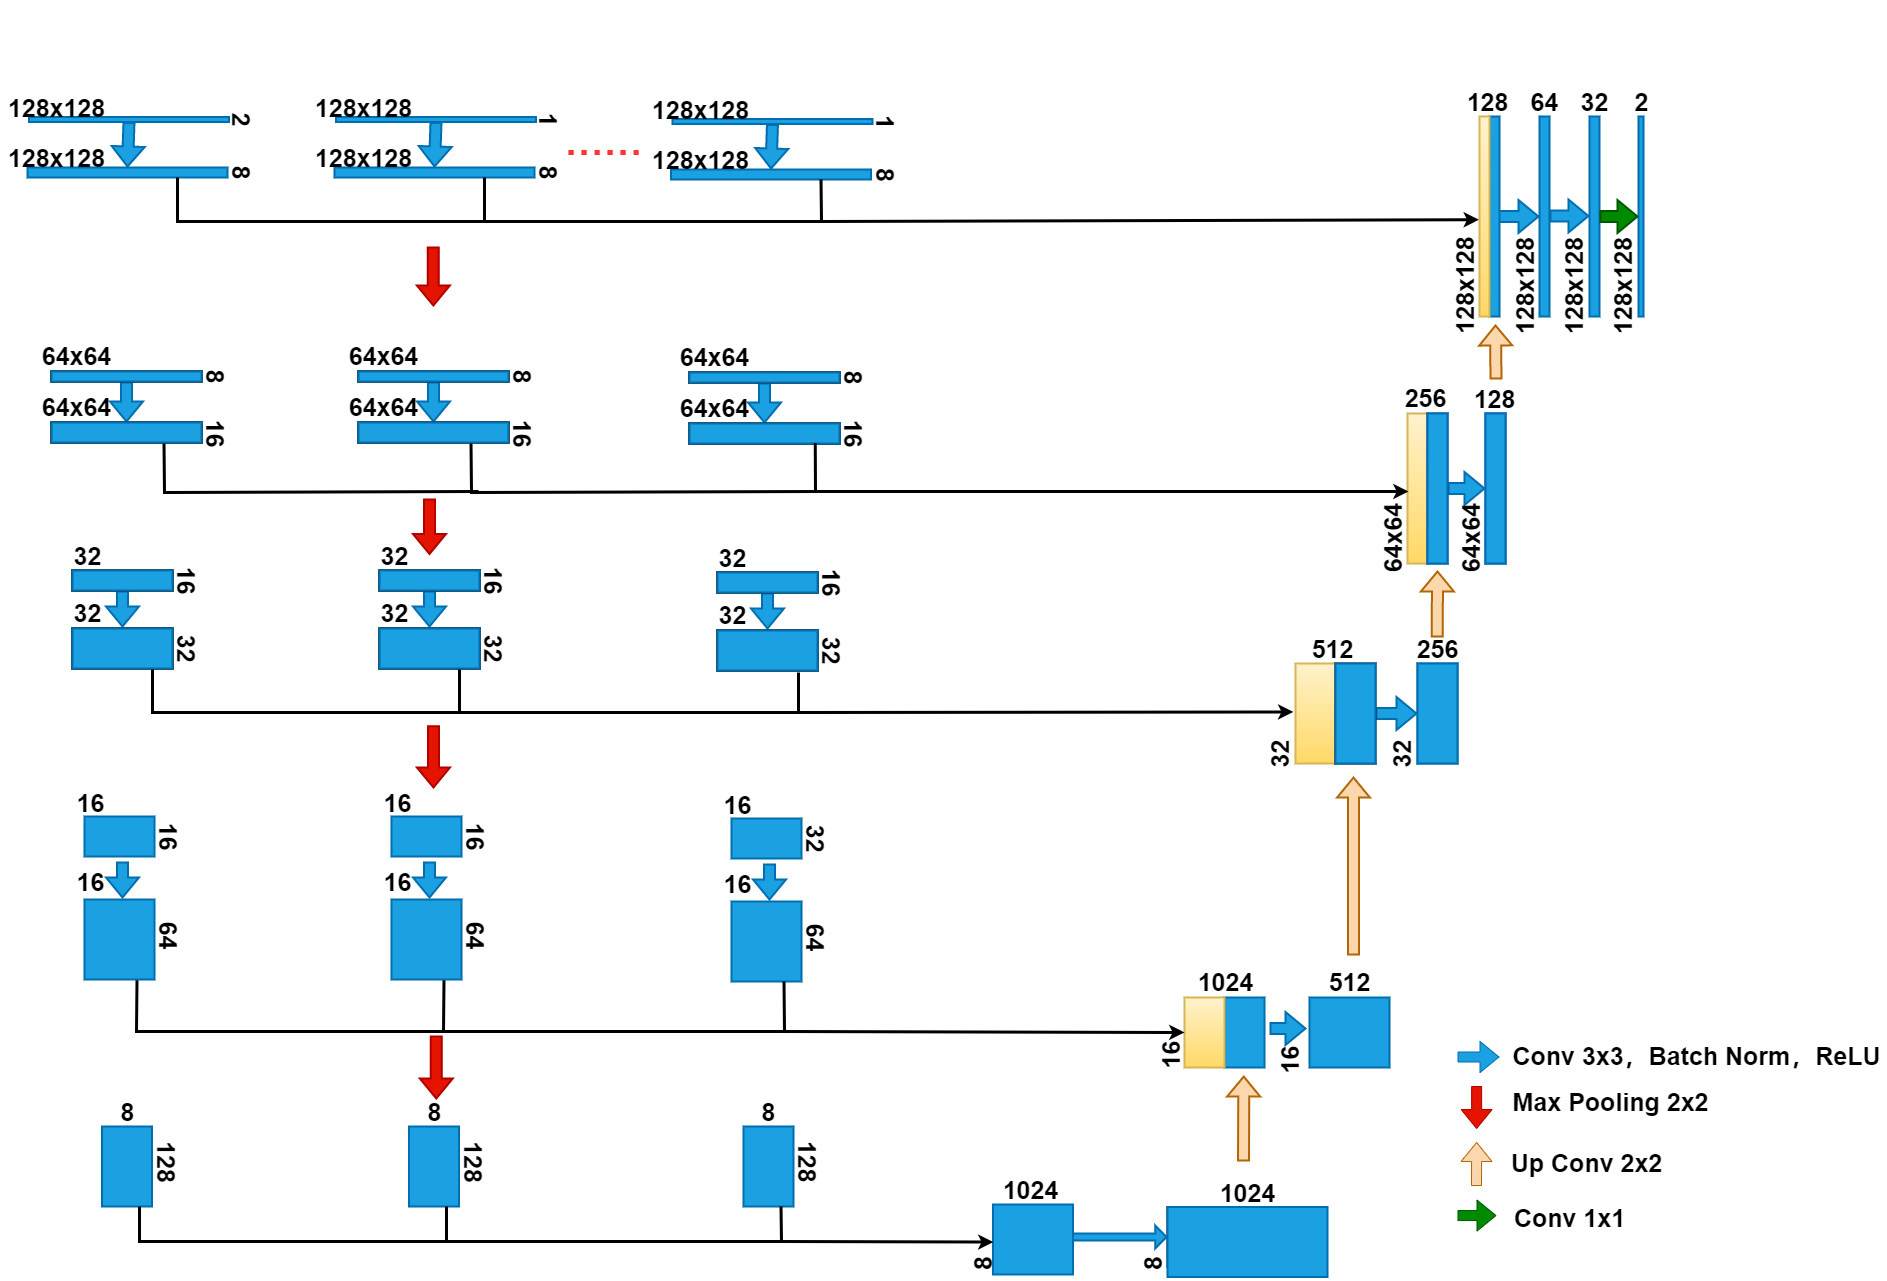 128x128 2 128x128 1 128x128 1
128x128 8 128x128 8 128x128 8
128 64 32 2
128x128 128x128 128x128 128x128
64x64 8 64x64 8 64x64 8
64x64 16 64x64 16 64x64 16
256 128
64x64 64x64
32 16 32 16 32 16
32 32 32 32 32 32
512 256
32 32
16 16 16 16 16 32
16 64 16 64 16 64
1024 512
16 16
8 8 8
128 128 128
1024 1024
8 8
Conv 3x3，Batch Norm，ReLU
Max Pooling 2x2
Up Conv 2x2
Conv 1x1